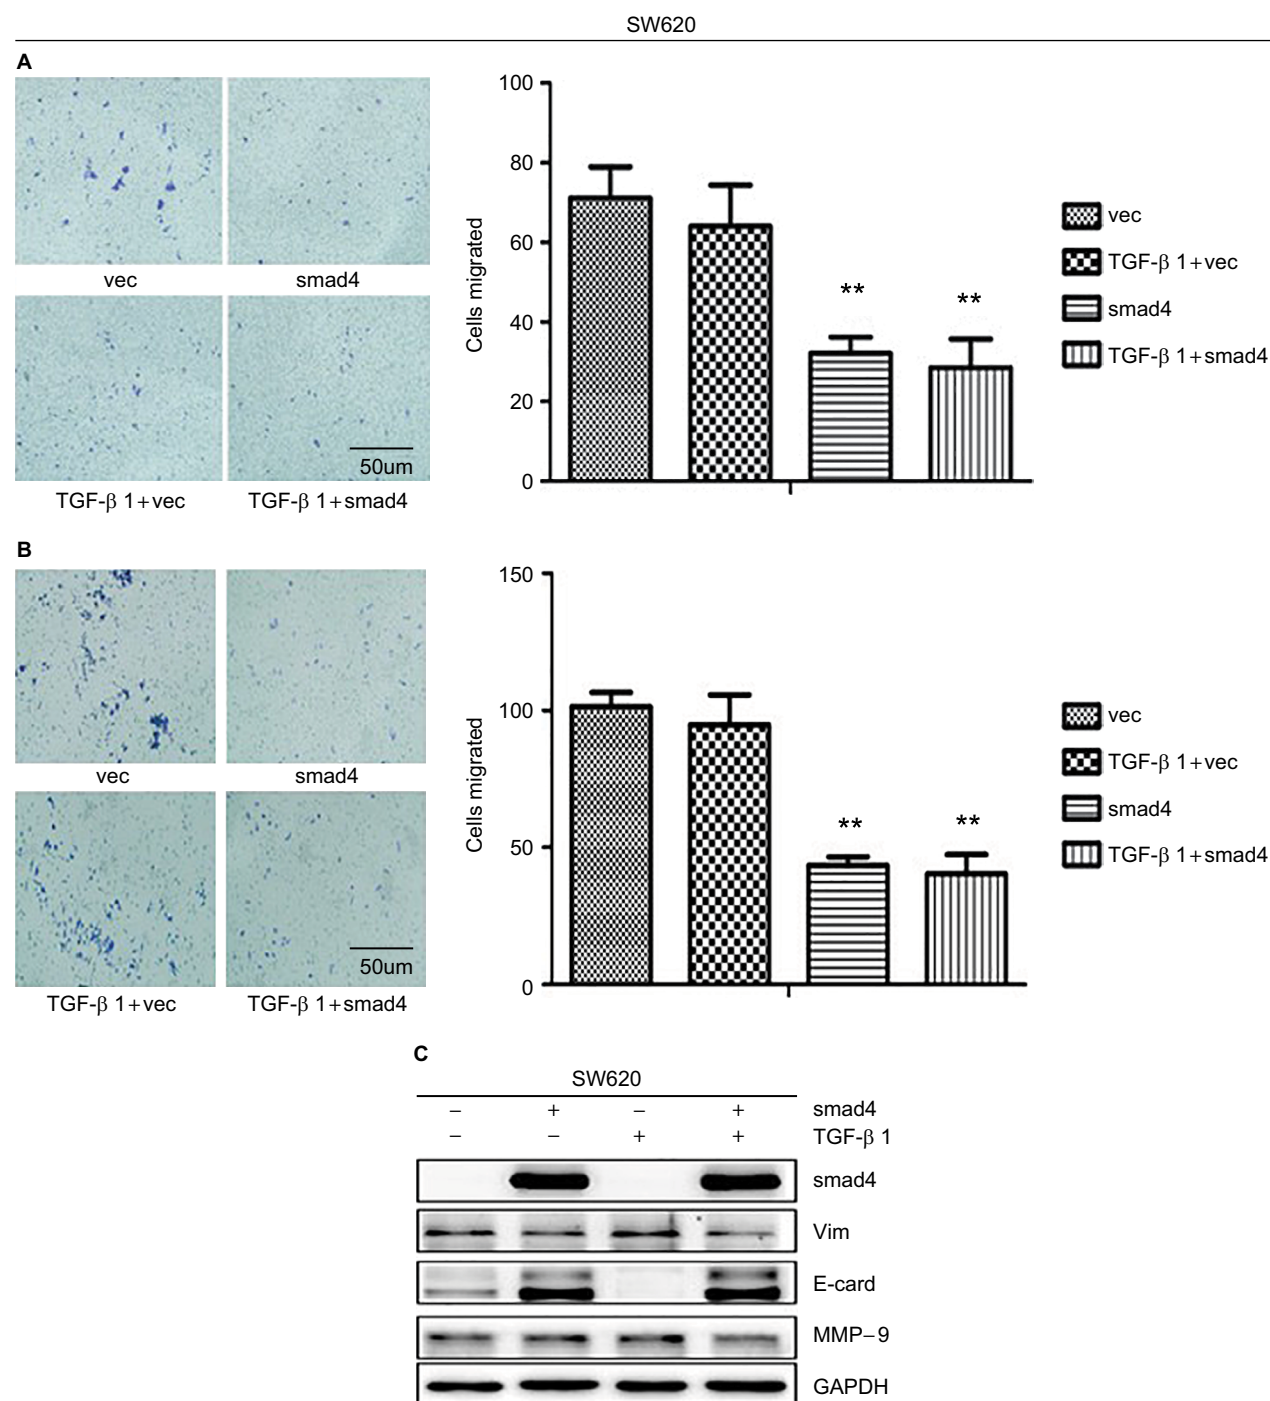 SW620
A
vec
smad4
TGF-β 1+vec
TGF-β 1+smad4
50um
100
80
60
40
20
0
Cells migrated
**
**
vec
TGF-β 1+vec
smad4
TGF-β 1+smad4
B
vec
smad4
TGF-β 1+vec
TGF-β 1+smad4
50um
150
100
50
0
Cells migrated
**
**
vec
TGF-β 1+vec
smad4
TGF-β 1+smad4
C
SW620
− + − + smad4
− − + + TGF-β 1
smad4
Vim
E-card
MMP−9
GAPDH